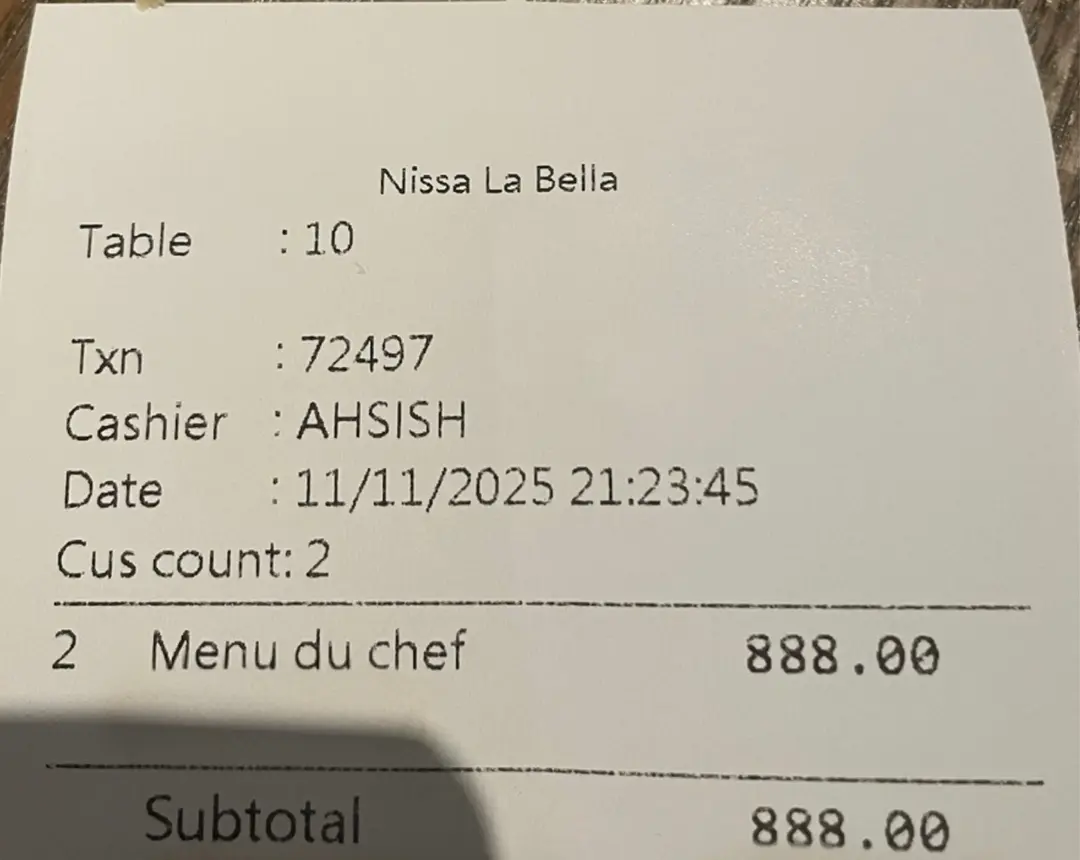 Nissa La Bella
Table : 10
Txn : 72497
Cashier : AHSISH
Date : 11/11/2025 21:23:45
Cus count: 2
2 Menu du chef 888.00
Subtotal 888.00